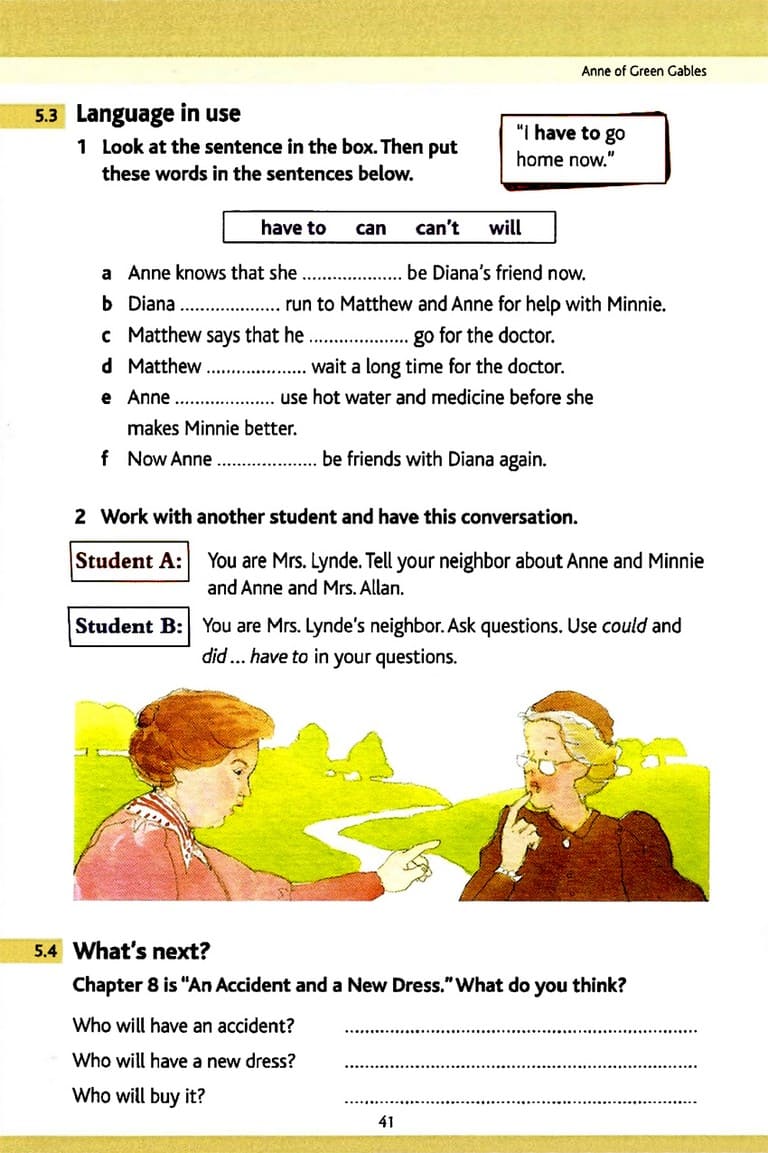 Anne of Green Gables
5.3 Language in use
1 Look at the sentence in the box. Then put
these words in the sentences below.
"I have to go
home now."
have to can can't will
a Anne knows that she .................... be Diana's friend now.
b Diana .................... run to Matthew and Anne for help with Minnie.
c Matthew says that he .................... go for the doctor.
d Matthew .................... wait a long time for the doctor.
e Anne .................... use hot water and medicine before she
makes Minnie better.
f Now Anne .................... be friends with Diana again.
2 Work with another student and have this conversation.
Student A: You are Mrs. Lynde. Tell your neighbor about Anne and Minnie
and Anne and Mrs. Allan.
Student B: You are Mrs. Lynde's neighbor. Ask questions. Use could and
did ... have to in your questions.
5.4 What's next?
Chapter 8 is "An Accident and a New Dress." What do you think?
Who will have an accident? ......................................................................
Who will have a new dress? ......................................................................
Who will buy it? ......................................................................
41